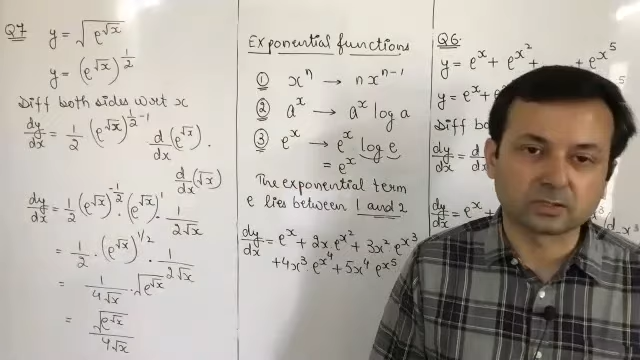 Q7 y = √(e^√x)
y = (e^√x)^1/2
Diff both sides wort x
dy/dx = 1/2 (e^√x)^(1/2 - 1) d/dx (e^√x) .
d/dx (√x)
dy/dx = 1/2 (e^√x)^(-1/2) . (e^√x)^1 . 1/(2√x)
= 1/2 . (e^√x)^1/2 . 1/(2√x)
= 1/(4√x) . √(e^√x)
= √(e^√x)/(4√x)
Exponential functions
① x^n → n x^(n-1)
② a^x → a^x log a
③ e^x → e^x log e
= e^x
The exponential term
e lies between 1 and 2
dy/dx = e^x + 2x e^x² + 3x² e^x³
+ 4x³ e^x⁴ + 5x⁴ e^x⁵
Q6.
y = e^x + e^x² + + e^x⁵
y = e^x +
Diff
dy/dx = d/dx
dy/dx = e^x +